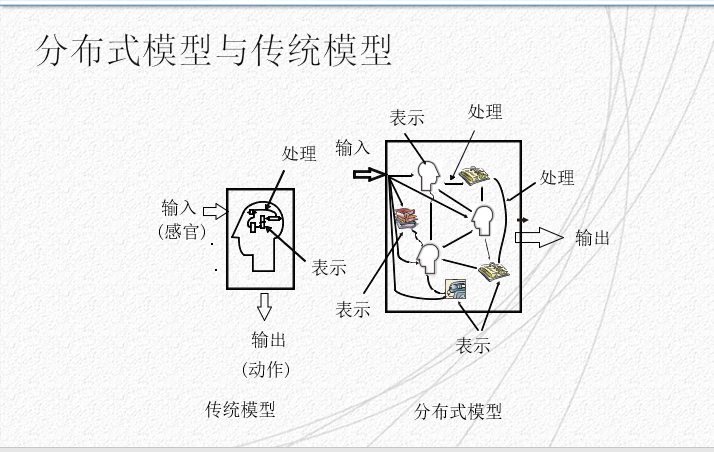 分布式模型与传统模型
表示
处理
处理
输入
处理
输入
(感官)
输出
表示
表示
输出
表示
(动作)
传统模型
分布式模型